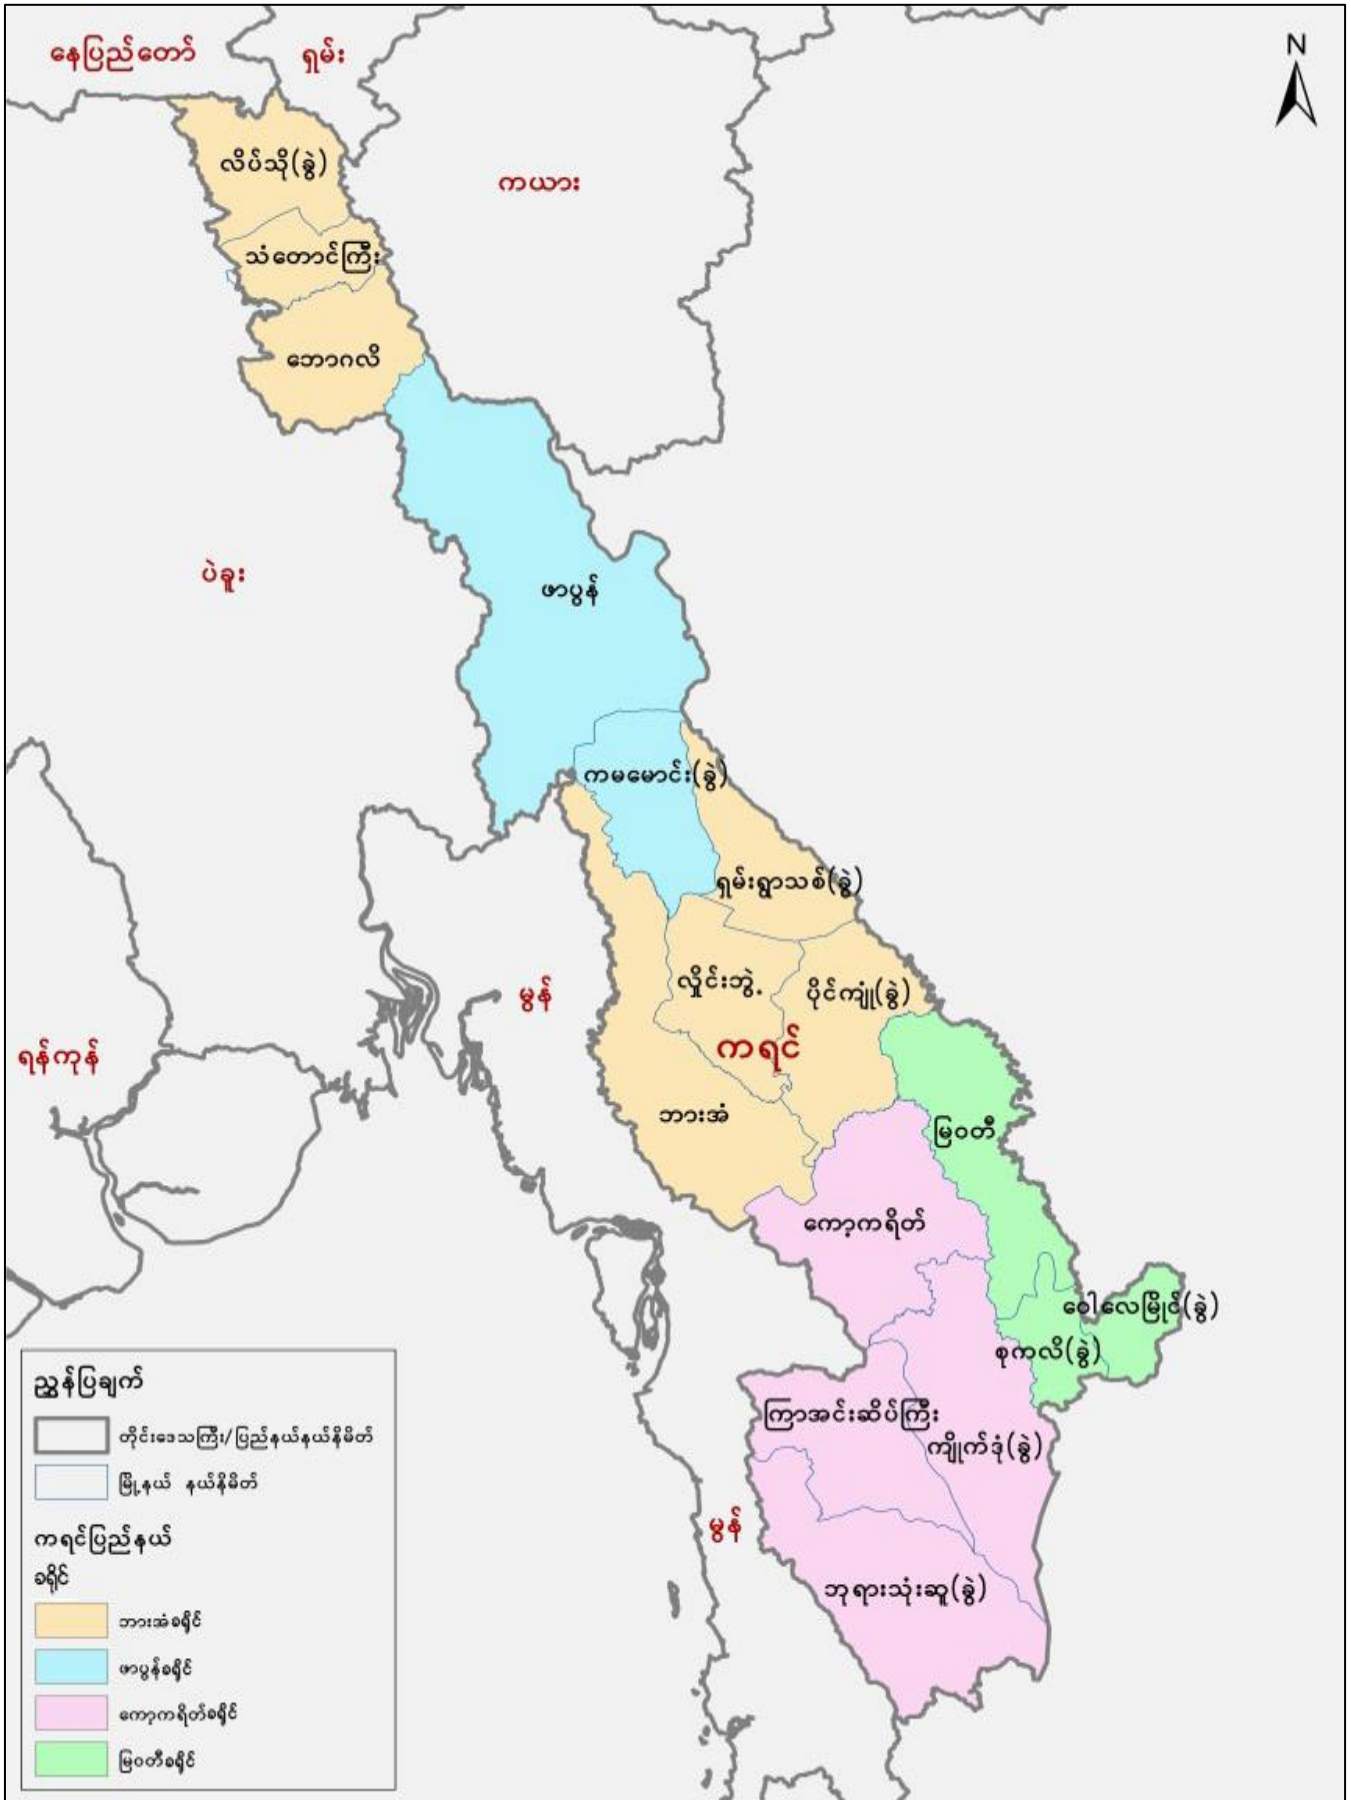 N
နေပြည်တော်
ရှမ်း
လိပ်သို(ခွဲ)
ကယား
သံတောင်ကြီး
ဘောဂလိ
ပဲခူး
ဖာပွန်
ကမမောင်း(ခွဲ)
ရှမ်းရွာသစ်(ခွဲ)
လှိုင်းဘွဲ့
ပိုင်ကျုံ(ခွဲ)
မွန်
ကရင်
ရန်ကုန်
ဘားအံ
မြဝတီ
ကော့ကရိတ်
ဝေါလေမြိုင်(ခွဲ)
စုကလိ(ခွဲ)
ကြာအင်းဆိပ်ကြီး
ကျိုက်ဒုံ(ခွဲ)
မွန်
ဘုရားသုံးဆူ(ခွဲ)
ညွှန်ပြချက်
တိုင်းဒေသကြီး/ပြည်နယ်နယ်နိမိတ်
မြို့နယ် နယ်နိမိတ်
ကရင်ပြည်နယ်
ခရိုင်
ဘားအံခရိုင်
ဖာပွန်ခရိုင်
ကော့ကရိတ်ခရိုင်
မြဝတီခရိုင်